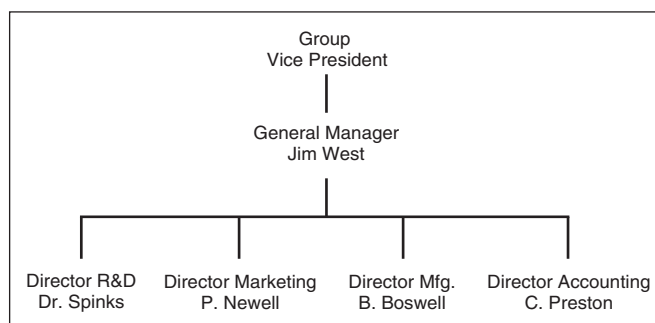 Group
Vice President
General Manager
Jim West
Director R&D
Dr. Spinks
Director Marketing
P. Newell
Director Mfg.
B. Boswell
Director Accounting
C. Preston